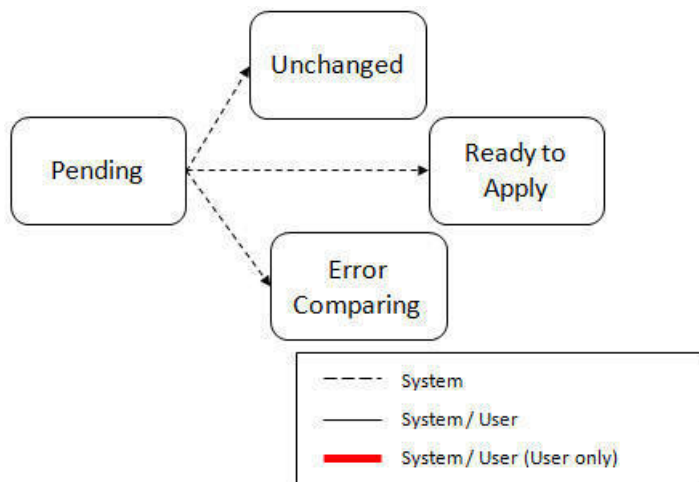 Unchanged
Pending
Ready to
Apply
Error
Comparing
System
System / User
System / User (User only)